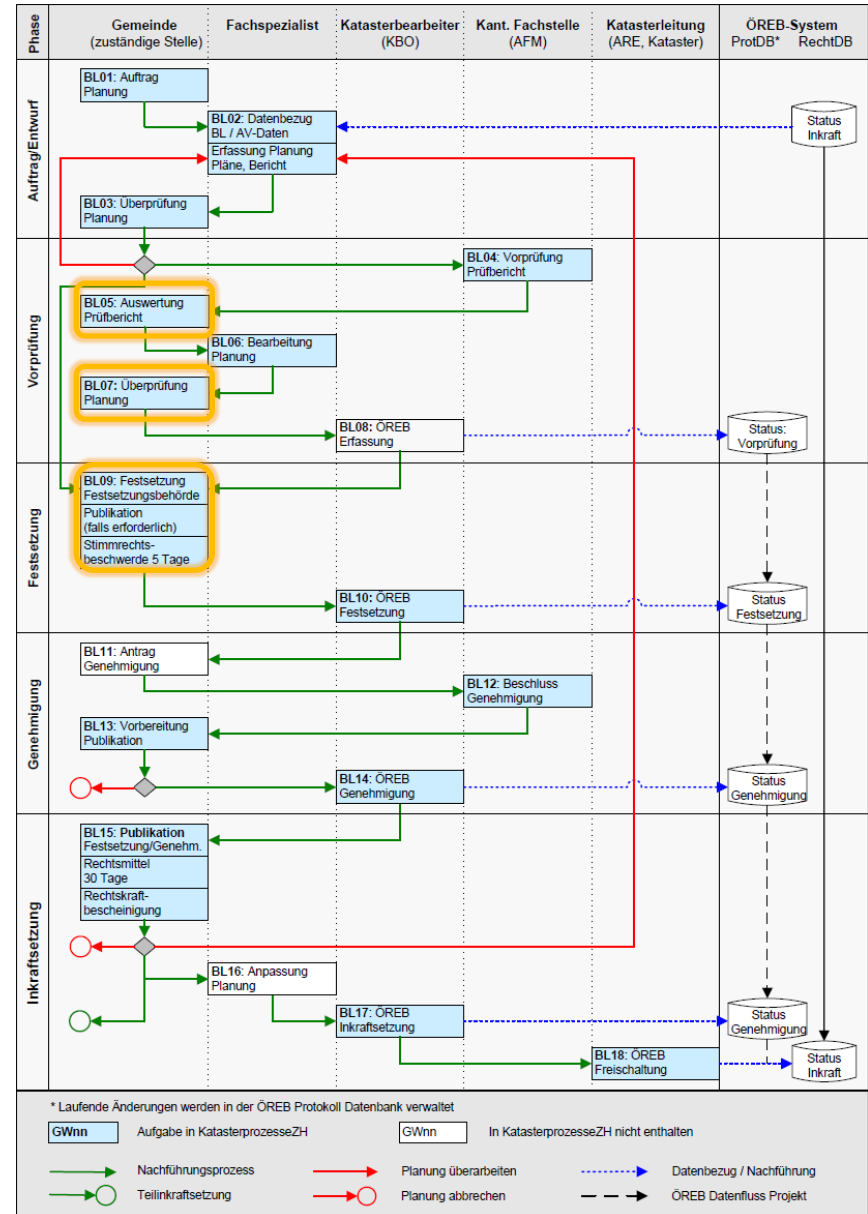 Phase
Gemeinde
(zuständige Stelle)
Fachspezialist
Katasterbearbeiter
(KBO)
Kant. Fachstelle
(AFM)
Katasterleitung
(ARE, Kataster)
ÖREB-System
ProtDB* RechtDB
Auftrag/Entwurf
BL01: Auftrag
Planung
BL02: Datenbezug
BL / AV-Daten
Erfassung Planung
Pläne, Bericht
Status
Inkraft
BL03: Überprüfung
Planung
Vorprüfung
BL04: Vorprüfung
Prüfbericht
BL05: Auswertung
Prüfbericht
BL06: Bearbeitung
Planung
BL07: Überprüfung
Planung
BL08: ÖREB
Erfassung
Status:
Vorprüfung
Festsetzung
BL09: Festsetzung
Festsetzungsbehörde
Publikation
(falls erforderlich)
Stimmrechts-
beschwerde 5 Tage
BL10: ÖREB
Festsetzung
Status
Festsetzung
Genehmigung
BL11: Antrag
Genehmigung
BL12: Beschluss
Genehmigung
BL13: Vorbereitung
Publikation
BL14: ÖREB
Genehmigung
Status
Genehmigung
Inkraftsetzung
BL15: Publikation
Festsetzung/Genehm.
Rechtsmittel
30 Tage
Rechtskraft-
bescheinigung
BL16: Anpassung
Planung
BL17: ÖREB
Inkraftsetzung
Status
Genehmigung
BL18: ÖREB
Freischaltung
Status
Inkraft
* Laufende Änderungen werden in der ÖREB Protokoll Datenbank verwaltet
GWnn Aufgabe in KatasterprozesseZH GWnn In KatasterprozesseZH nicht enthalten
Nachführungsprozess Planung überarbeiten Datenbezug / Nachführung
Teilinkraftsetzung Planung abbrechen ÖREB Datenfluss Projekt